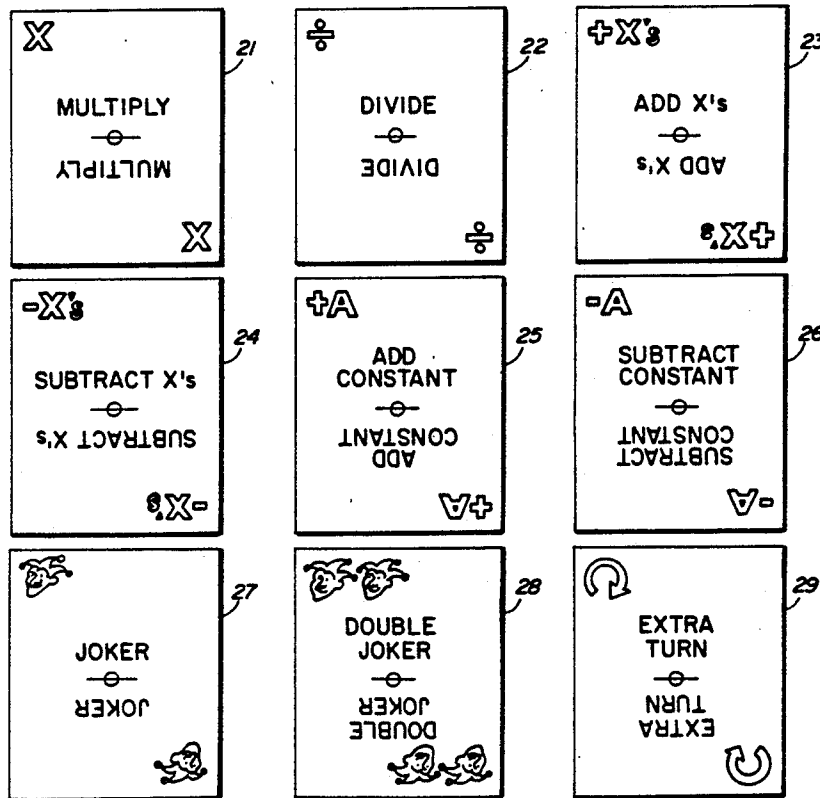 X
21
MULTIPLY
MULTIPLY
X
÷
22
DIVIDE
DIVIDE
÷
+X's
23
ADD X's
ADD X's
+X's
-X's
24
SUBTRACT X's
SUBTRACT X's
-X's
+A
25
ADD
CONSTANT
ADD
CONSTANT
+A
-A
26
SUBTRACT
CONSTANT
SUBTRACT
CONSTANT
-A
27
JOKER
JOKER
28
DOUBLE
JOKER
DOUBLE
JOKER
29
EXTRA
TURN
EXTRA
TURN